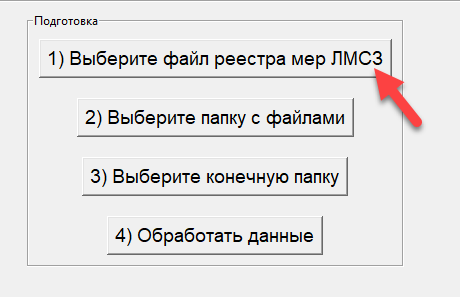 Подготовка
1) Выберите файл реестра мер ЛМСЗ
2) Выберите папку с файлами
3) Выберите конечную папку
4) Обработать данные